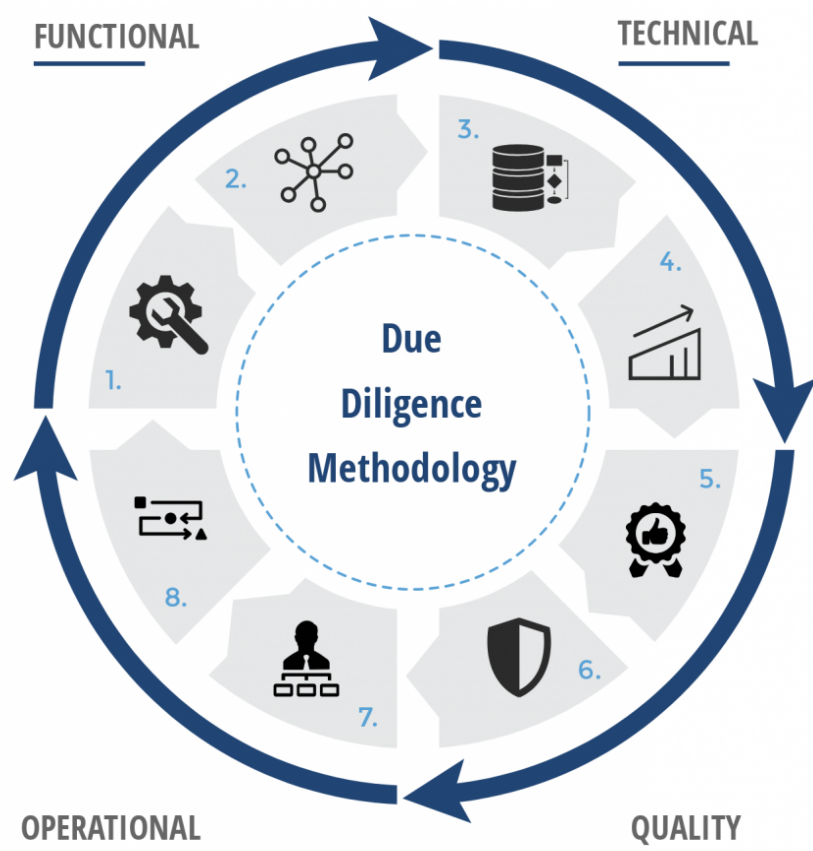 FUNCTIONAL
TECHNICAL
1.
2.
3.
4.
5.
6.
7.
8.
Due
Diligence
Methodology
OPERATIONAL
QUALITY